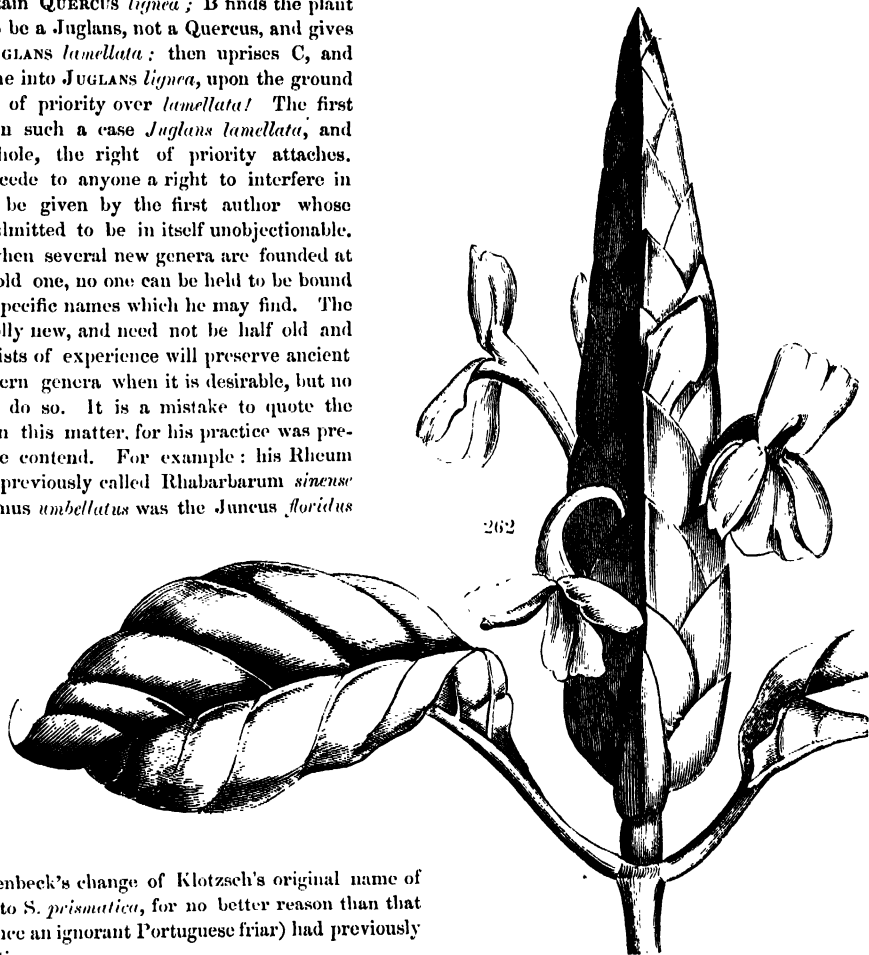 tain QUERCUS lignea ; B finds the plant
be a Juglans, not a Quercus, and gives
GLANS lamellata : then uprises C, and
ne into JUGLANS lignea, upon the ground
of priority over lamellata! The first
n such a case Juglans lamellata, and
hole, the right of priority attaches.
cede to anyone a right to interfere in
be given by the first author whose
dmitted to be in itself unobjectionable.
hen several new genera are founded at
old one, no one can be held to be bound
pecific names which he may find. The
lly new, and need not be half old and
ists of experience will preserve ancient
ern genera when it is desirable, but no
do so. It is a mistake to quote the
n this matter, for his practice was pre-
e contend. For example : his Rheum
previously called Rhabarbarum sinense
mus umbellatus was the Juncus floridus
262
enbeck's change of Klotzsch's original name of
to S. prismatica, for no better reason than that
nce an ignorant Portuguese friar) had previously